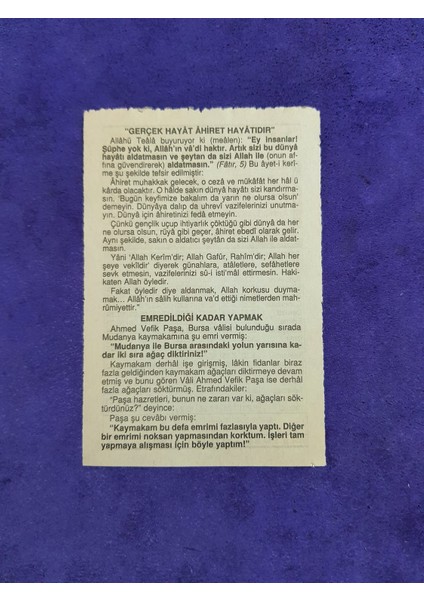 "GERÇEK HAYÂT ÂHİRET HAYÂTIDIR"
Allâhü Teâlâ buyuruyor ki (meâlen): "Ey insanlar!
Şüphe yok ki, Allâh'ın vâ'di haktır. Artık sizi bu dünyâ
hayâtı aldatmasın ve şeytan da sizi Allah ile (onun af-
fına güvendirerek) aldatmasın." (Fâtır, 5) Bu âyet-i kerî-
me şu şekilde tefsir edilmiştir:
Âhiret muhakkak gelecek, o cezâ ve mükâfât her hâl ü
kârda olacaktır. O hâlde sakın dünyâ hayâtı sizi kandırma-
sın. 'Bugün keyfimize bakalım da yarın ne olursa olsun'
demeyin. Dünyâya dalıp da uhrevî vazifelerinizi unutma-
yın. Dünyâ için âhiretinizi fedâ etmeyin.
Çünkü gençlik uçup ihtiyarlık çöktüğü gibi dünyâ da her
ne olursa olsun, rüyâ gibi geçer, âhiret ebedî olarak gelir.
Aynı şekilde, sakın o aldatıcı şeytân da sizi Allah ile aldat-
masın.
Yâni 'Allah Kerîm'dir; Allah Gafûr, Rahîm'dir; Allah her
şeye vekîldir' diyerek günahlara, atâletlere, sefâhetlere
sevk etmesin, vazifelerinizi sû-i isti'mâl ettirmesin. Haki-
katen Allah öyledir.
Fakat öyledir diye aldanmak, Allah korkusu duyma-
mak... Allâh'ın sâlih kullarına va'd ettiği nimetlerden mah-
rûmiyettir."
EMREDİLDİĞİ KADAR YAPMAK
Ahmed Vefik Paşa, Bursa vâlisi bulunduğu sırada
Mudanya kaymakamına şu emri vermiş:
"Mudanya ile Bursa arasındaki yolun yarısına ka-
dar iki sıra ağaç diktiriniz!"
Kaymakam derhâl işe girişmiş, lâkin fidanlar biraz
fazla geldiğinden kaymakam ağaçları diktirmeye devam
etmiş ve bunu gören Vâli Ahmed Vefik Paşa ise derhâl
fazla ağaçları söktürmüş. Etrafındakiler:
"Paşa hazretleri, bunun ne zararı var ki, ağaçları sök-
türdünüz?" deyince:
Paşa şu cevabı vermiş:
"Kaymakam bu defa emrimi fazlasıyla yaptı. Diğer
bir emrimi noksan yapmasından korktum. İşleri tam
yapmaya alışması için böyle yaptım!"